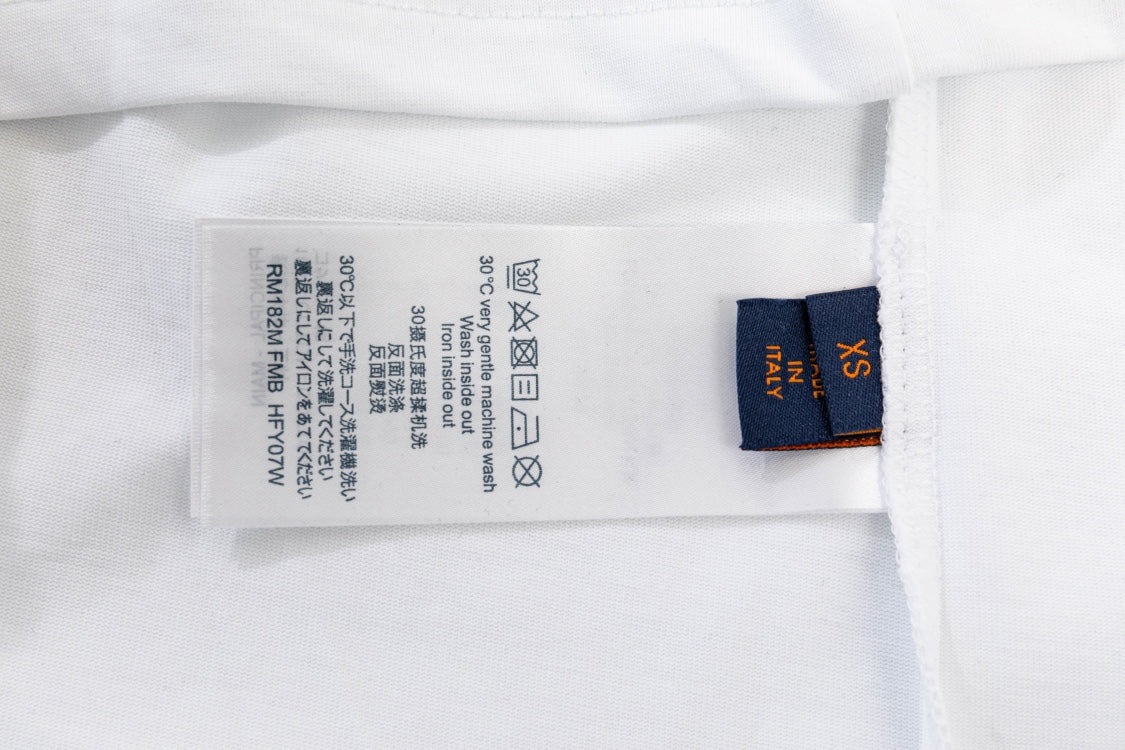 30
30 °C very gentle machine wash
Wash inside out
Iron inside out
30摄氏度超揉机洗
反面洗涤
反面熨烫
30℃以下で手洗コース洗濯機洗い
裏返しにして洗濯してください
裏返しにしてアイロンをあててください
RM182M FMB HFY07W
XS
MADE
IN
ITALY